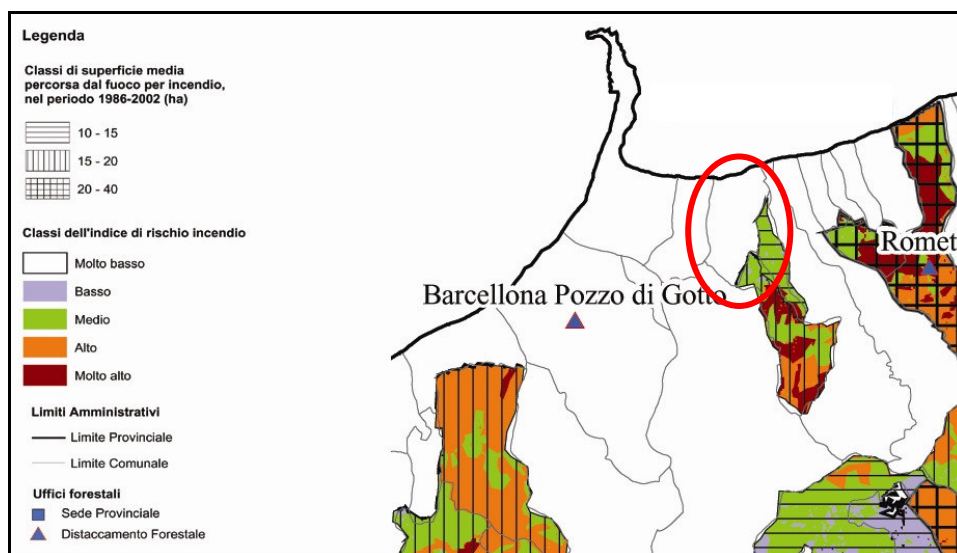 Legenda
Classi di superficie media
percorsa dal fuoco per incendio,
nel periodo 1986-2002 (ha)
10 - 15
15 - 20
20 - 40
Classi dell'indice di rischio incendio
Molto basso
Basso
Medio
Alto
Molto alto
Limiti Amministrativi
Limite Provinciale
Limite Comunale
Uffici forestali
Sede Provinciale
Distaccamento Forestale
Romet
Barcellona Pozzo di Gotto